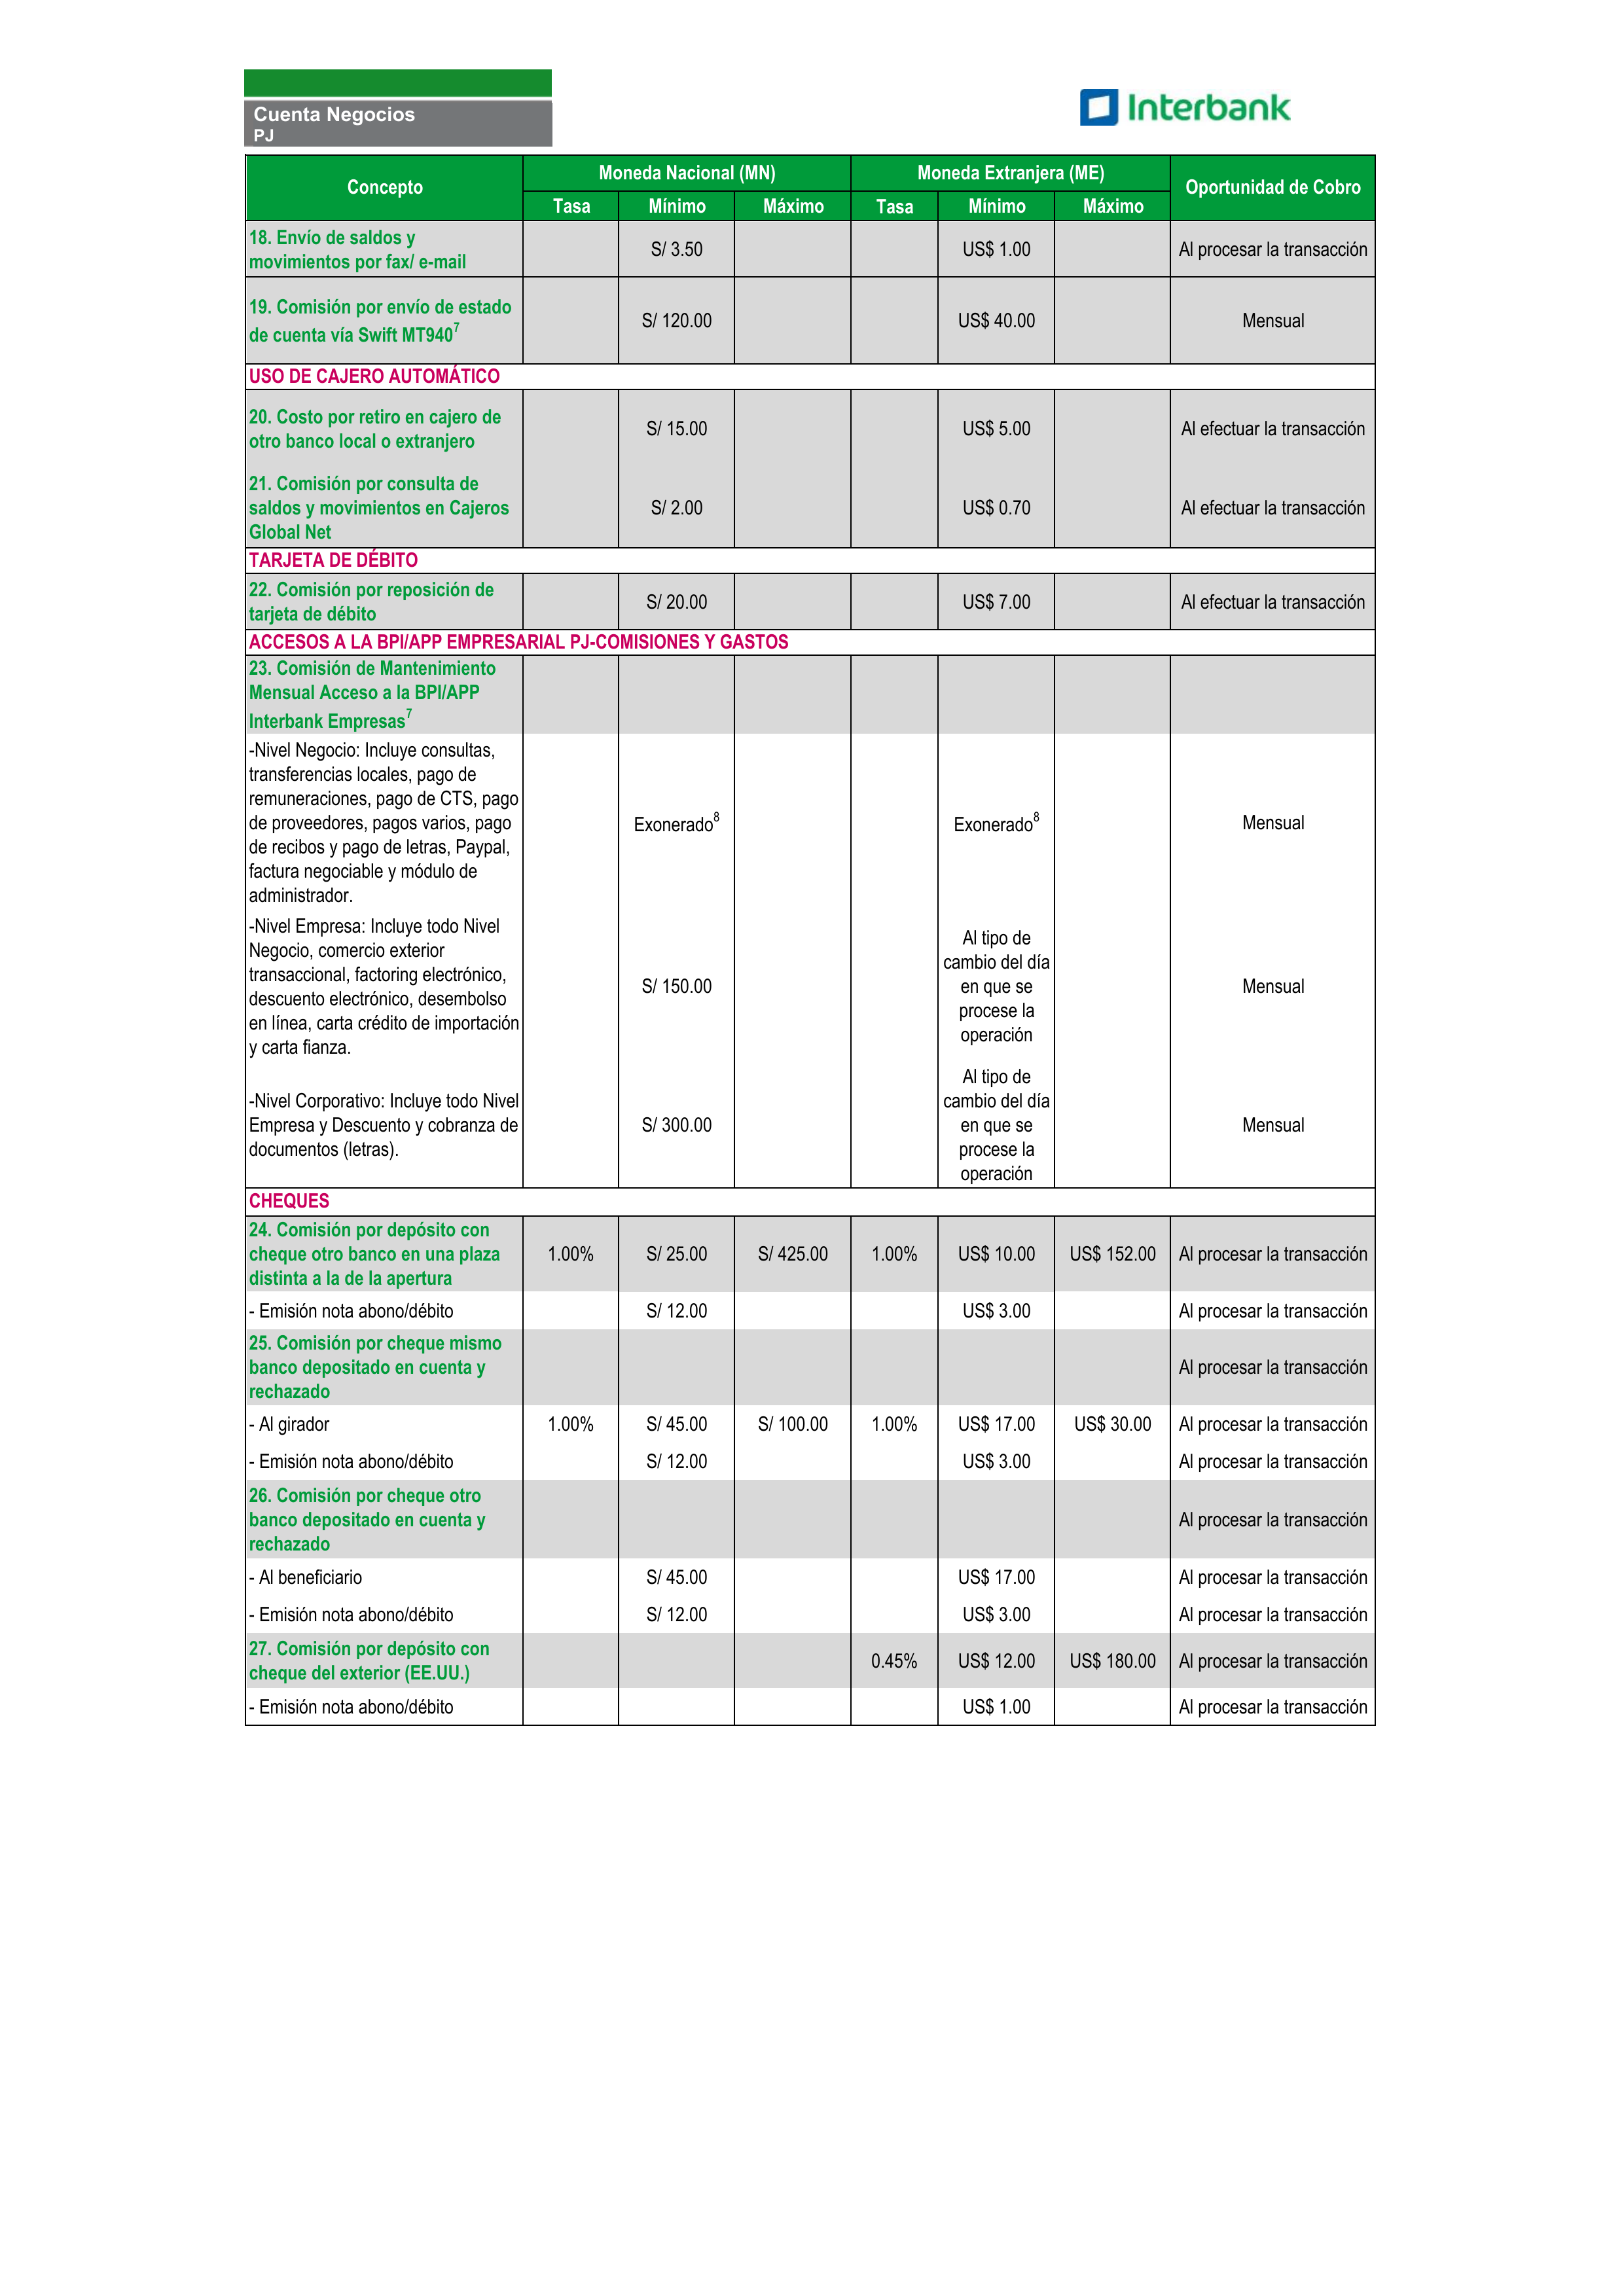 Cuenta Negocios
PJ
Interbank
Concepto
Moneda Nacional (MN)
Moneda Extranjera (ME)
Oportunidad de Cobro
Tasa Mínimo Máximo Tasa Mínimo Máximo
18. Envío de saldos y
movimientos por fax/ e-mail
S/ 3.50 US$ 1.00 Al procesar la transacción
19. Comisión por envío de estado
de cuenta vía Swift MT940⁷
S/ 120.00 US$ 40.00 Mensual
USO DE CAJERO AUTOMÁTICO
20. Costo por retiro en cajero de
otro banco local o extranjero
S/ 15.00 US$ 5.00 Al efectuar la transacción
21. Comisión por consulta de
saldos y movimientos en Cajeros
Global Net
S/ 2.00 US$ 0.70 Al efectuar la transacción
TARJETA DE DÉBITO
22. Comisión por reposición de
tarjeta de débito
S/ 20.00 US$ 7.00 Al efectuar la transacción
ACCESOS A LA BPI/APP EMPRESARIAL PJ-COMISIONES Y GASTOS
23. Comisión de Mantenimiento
Mensual Acceso a la BPI/APP
Interbank Empresas⁷
-Nivel Negocio: Incluye consultas,
transferencias locales, pago de
remuneraciones, pago de CTS, pago
de proveedores, pagos varios, pago
de recibos y pago de letras, Paypal,
factura negociable y módulo de
administrador.
Exonerado⁸ Exonerado⁸ Mensual
-Nivel Empresa: Incluye todo Nivel
Negocio, comercio exterior
transaccional, factoring electrónico,
descuento electrónico, desembolso
en línea, carta crédito de importación
y carta fianza.
S/ 150.00
Al tipo de
cambio del día
en que se
procese la
operación
Mensual
-Nivel Corporativo: Incluye todo Nivel
Empresa y Descuento y cobranza de
documentos (letras).
S/ 300.00
Al tipo de
cambio del día
en que se
procese la
operación
Mensual
CHEQUES
24. Comisión por depósito con
cheque otro banco en una plaza
distinta a la de la apertura
1.00% S/ 25.00 S/ 425.00 1.00% US$ 10.00 US$ 152.00 Al procesar la transacción
- Emisión nota abono/débito S/ 12.00 US$ 3.00 Al procesar la transacción
25. Comisión por cheque mismo
banco depositado en cuenta y
rechazado
Al procesar la transacción
- Al girador 1.00% S/ 45.00 S/ 100.00 1.00% US$ 17.00 US$ 30.00 Al procesar la transacción
- Emisión nota abono/débito S/ 12.00 US$ 3.00 Al procesar la transacción
26. Comisión por cheque otro
banco depositado en cuenta y
rechazado
Al procesar la transacción
- Al beneficiario S/ 45.00 US$ 17.00 Al procesar la transacción
- Emisión nota abono/débito S/ 12.00 US$ 3.00 Al procesar la transacción
27. Comisión por depósito con
cheque del exterior (EE.UU.)
0.45% US$ 12.00 US$ 180.00 Al procesar la transacción
- Emisión nota abono/débito US$ 1.00 Al procesar la transacción